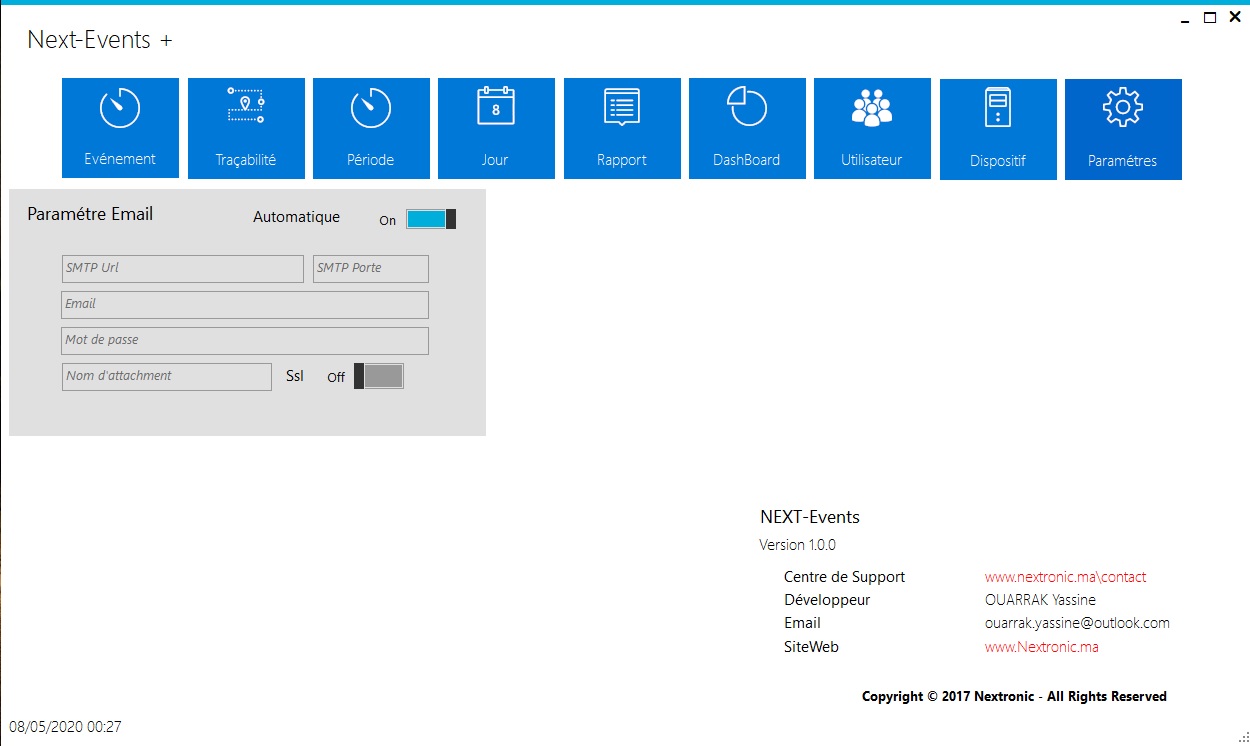 Next-Events +
8
Evénement Traçabilité Période Jour Rapport DashBoard Utilisateur Dispositif Paramétres
Paramétre Email Automatique On
SMTP Url SMTP Porte
Email
Mot de passe
Nom d'attachment Ssl Off
NEXT-Events
Version 1.0.0
Centre de Support www.nextronic.ma\contact
Développeur OUARRAK Yassine
Email ouarrak.yassine@outlook.com
SiteWeb www.Nextronic.ma
Copyright © 2017 Nextronic - All Rights Reserved
08/05/2020 00:27